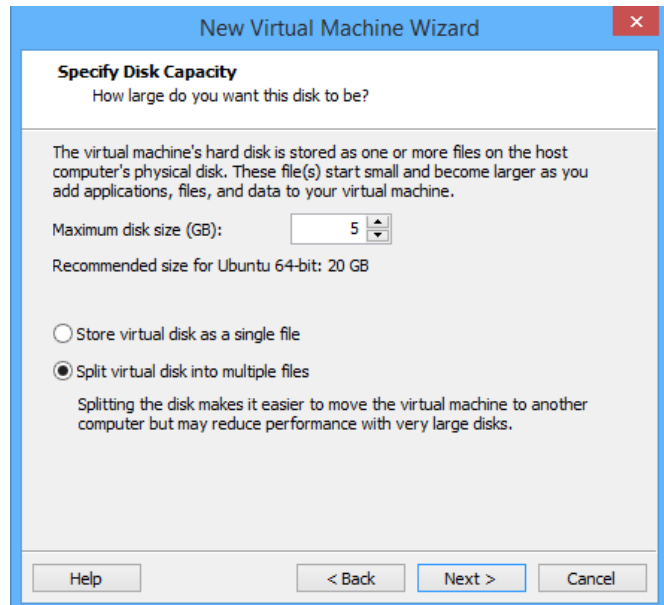 New Virtual Machine Wizard
Specify Disk Capacity
How large do you want this disk to be?
The virtual machine's hard disk is stored as one or more files on the host
computer's physical disk. These file(s) start small and become larger as you
add applications, files, and data to your virtual machine.
Maximum disk size (GB): 5
Recommended size for Ubuntu 64-bit: 20 GB
Store virtual disk as a single file
Split virtual disk into multiple files
Splitting the disk makes it easier to move the virtual machine to another
computer but may reduce performance with very large disks.
Help < Back Next > Cancel